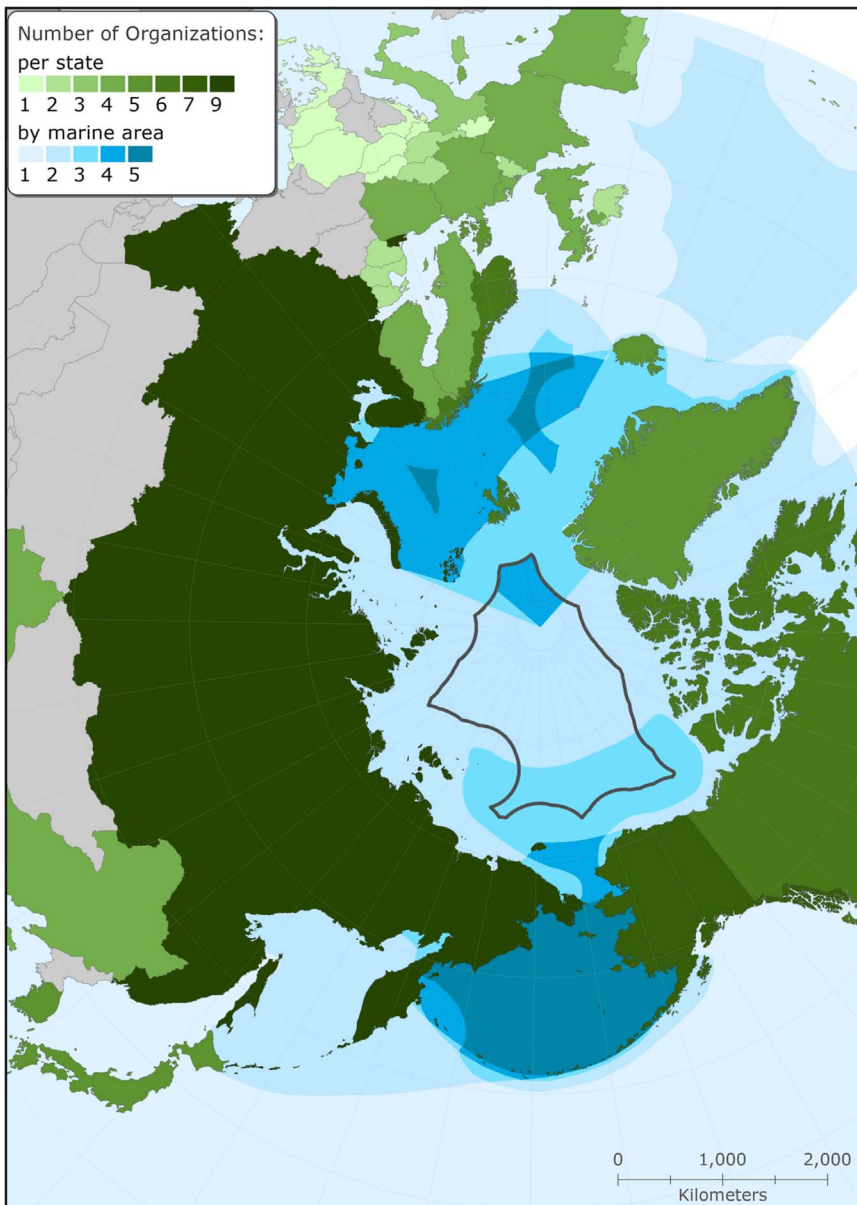 Number of Organizations:
per state
1 2 3 4 5 6 7 9
by marine area
1 2 3 4 5
0 1,000 2,000
Kilometers